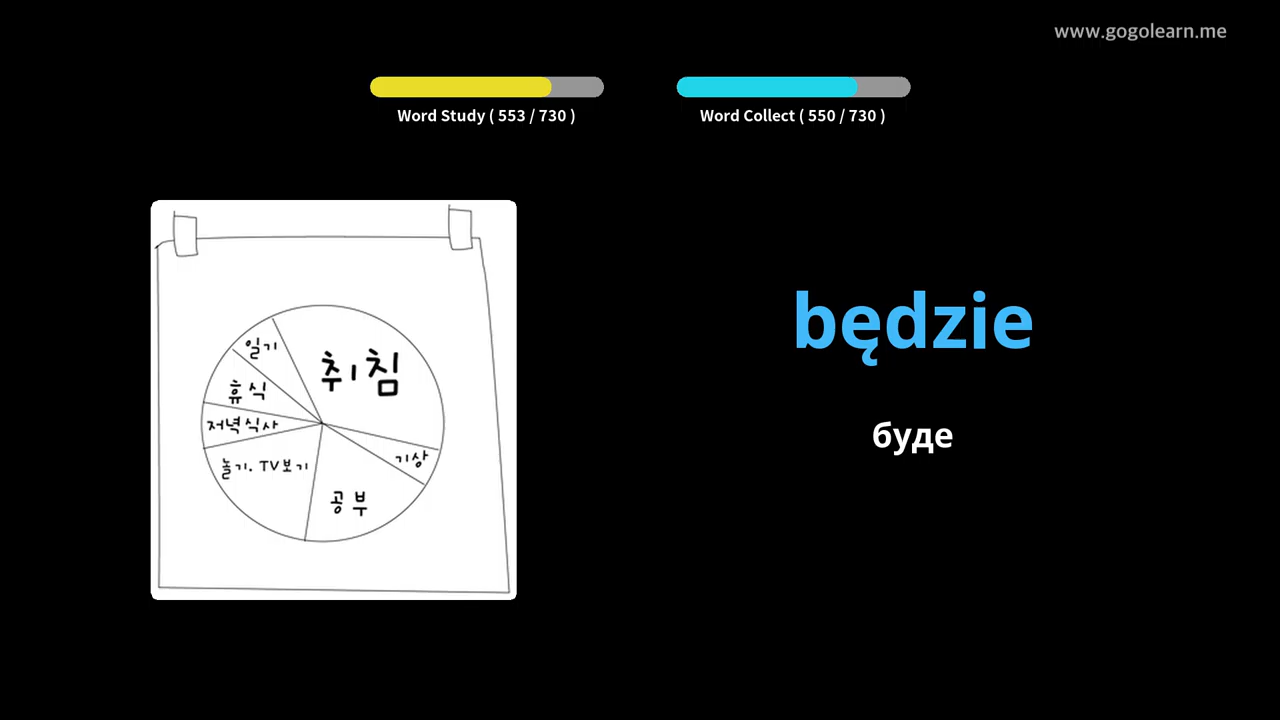 www.gogolearn.me
Word Study ( 553 / 730 )
Word Collect ( 550 / 730 )
일기
취침
휴식
저녁식사
놀기. TV보기
기상
공부
będzie
буде